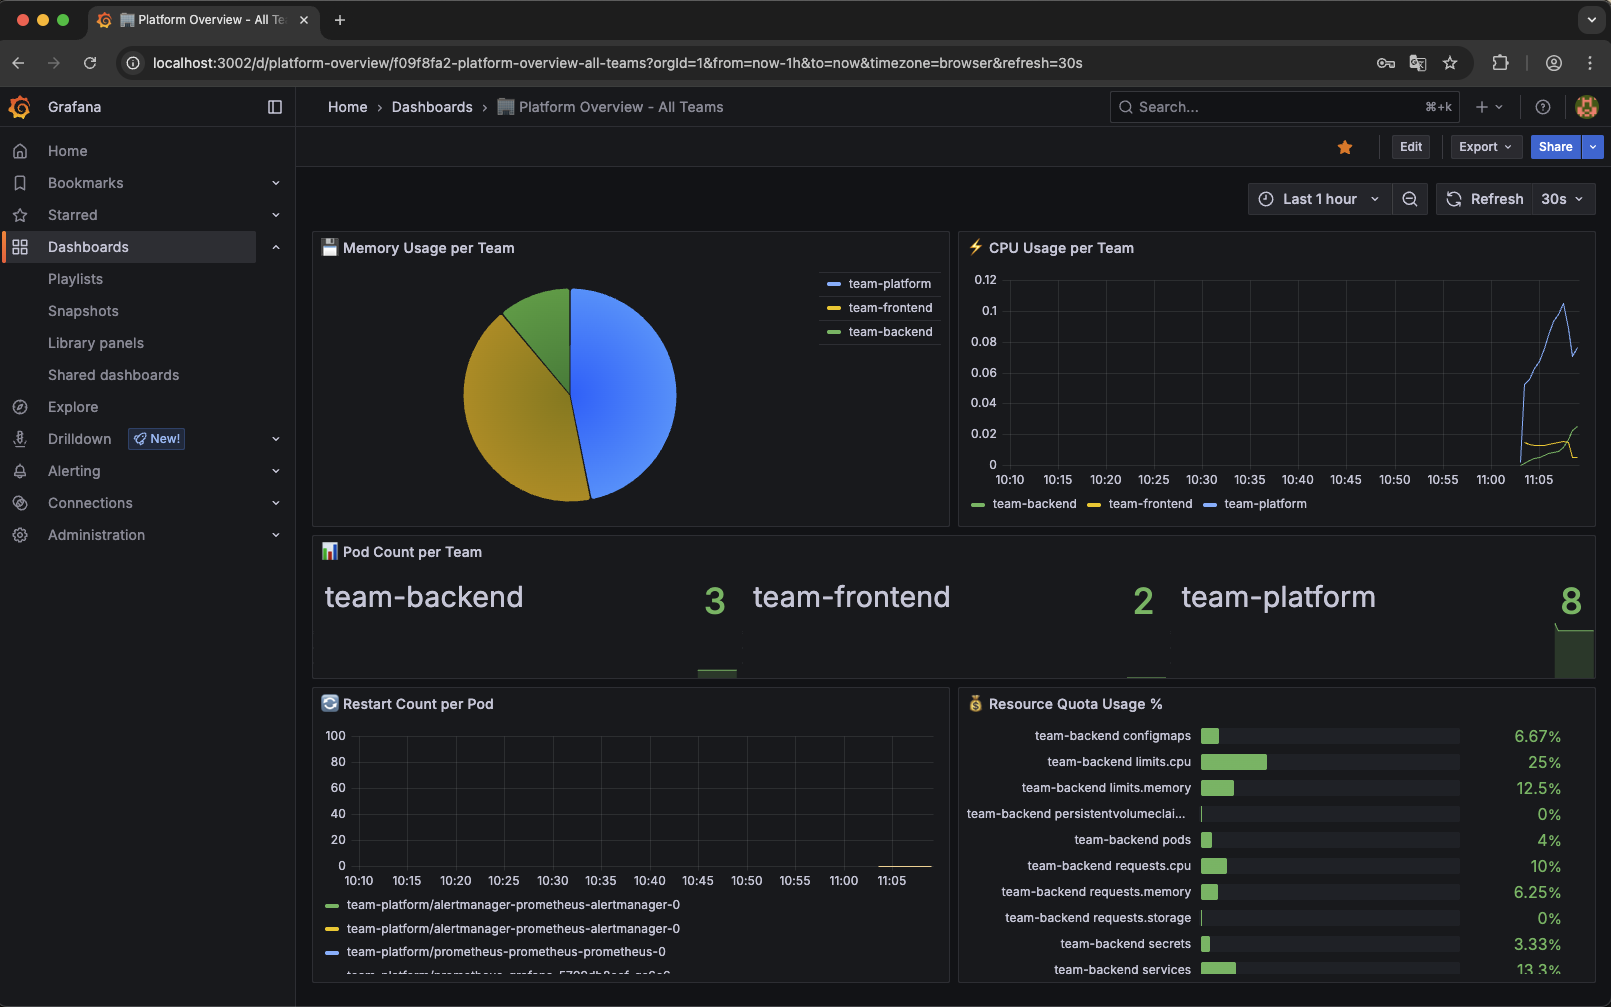 Platform Overview - All Te
localhost:3002/d/platform-overview/f09f8fa2-platform-overview-all-teams?orgId=1&from=now-1h&to=now&timezone=browser&refresh=30s
Grafana
Home › Dashboards › Platform Overview - All Teams
Search... ⌘+k
Home
Bookmarks
Starred
Dashboards
Playlists
Snapshots
Library panels
Shared dashboards
Explore
Drilldown New!
Alerting
Connections
Administration
Edit Export Share
Last 1 hour Refresh 30s
Memory Usage per Team
team-platform
team-frontend
team-backend
CPU Usage per Team
0.12
0.1
0.08
0.06
0.04
0.02
0
10:10 10:15 10:20 10:25 10:30 10:35 10:40 10:45 10:50 10:55 11:00 11:05
team-backend team-frontend team-platform
Pod Count per Team
team-backend 3 team-frontend 2 team-platform 8
Restart Count per Pod
100
80
60
40
20
0
10:10 10:15 10:20 10:25 10:30 10:35 10:40 10:45 10:50 10:55 11:00 11:05
team-platform/alertmanager-prometheus-alertmanager-0
team-platform/alertmanager-prometheus-alertmanager-0
team-platform/prometheus-prometheus-prometheus-0
Resource Quota Usage %
team-backend configmaps 6.67%
team-backend limits.cpu 25%
team-backend limits.memory 12.5%
team-backend persistentvolumeclai... 0%
team-backend pods 4%
team-backend requests.cpu 10%
team-backend requests.memory 6.25%
team-backend requests.storage 0%
team-backend secrets 3.33%
team-backend services 13.3%